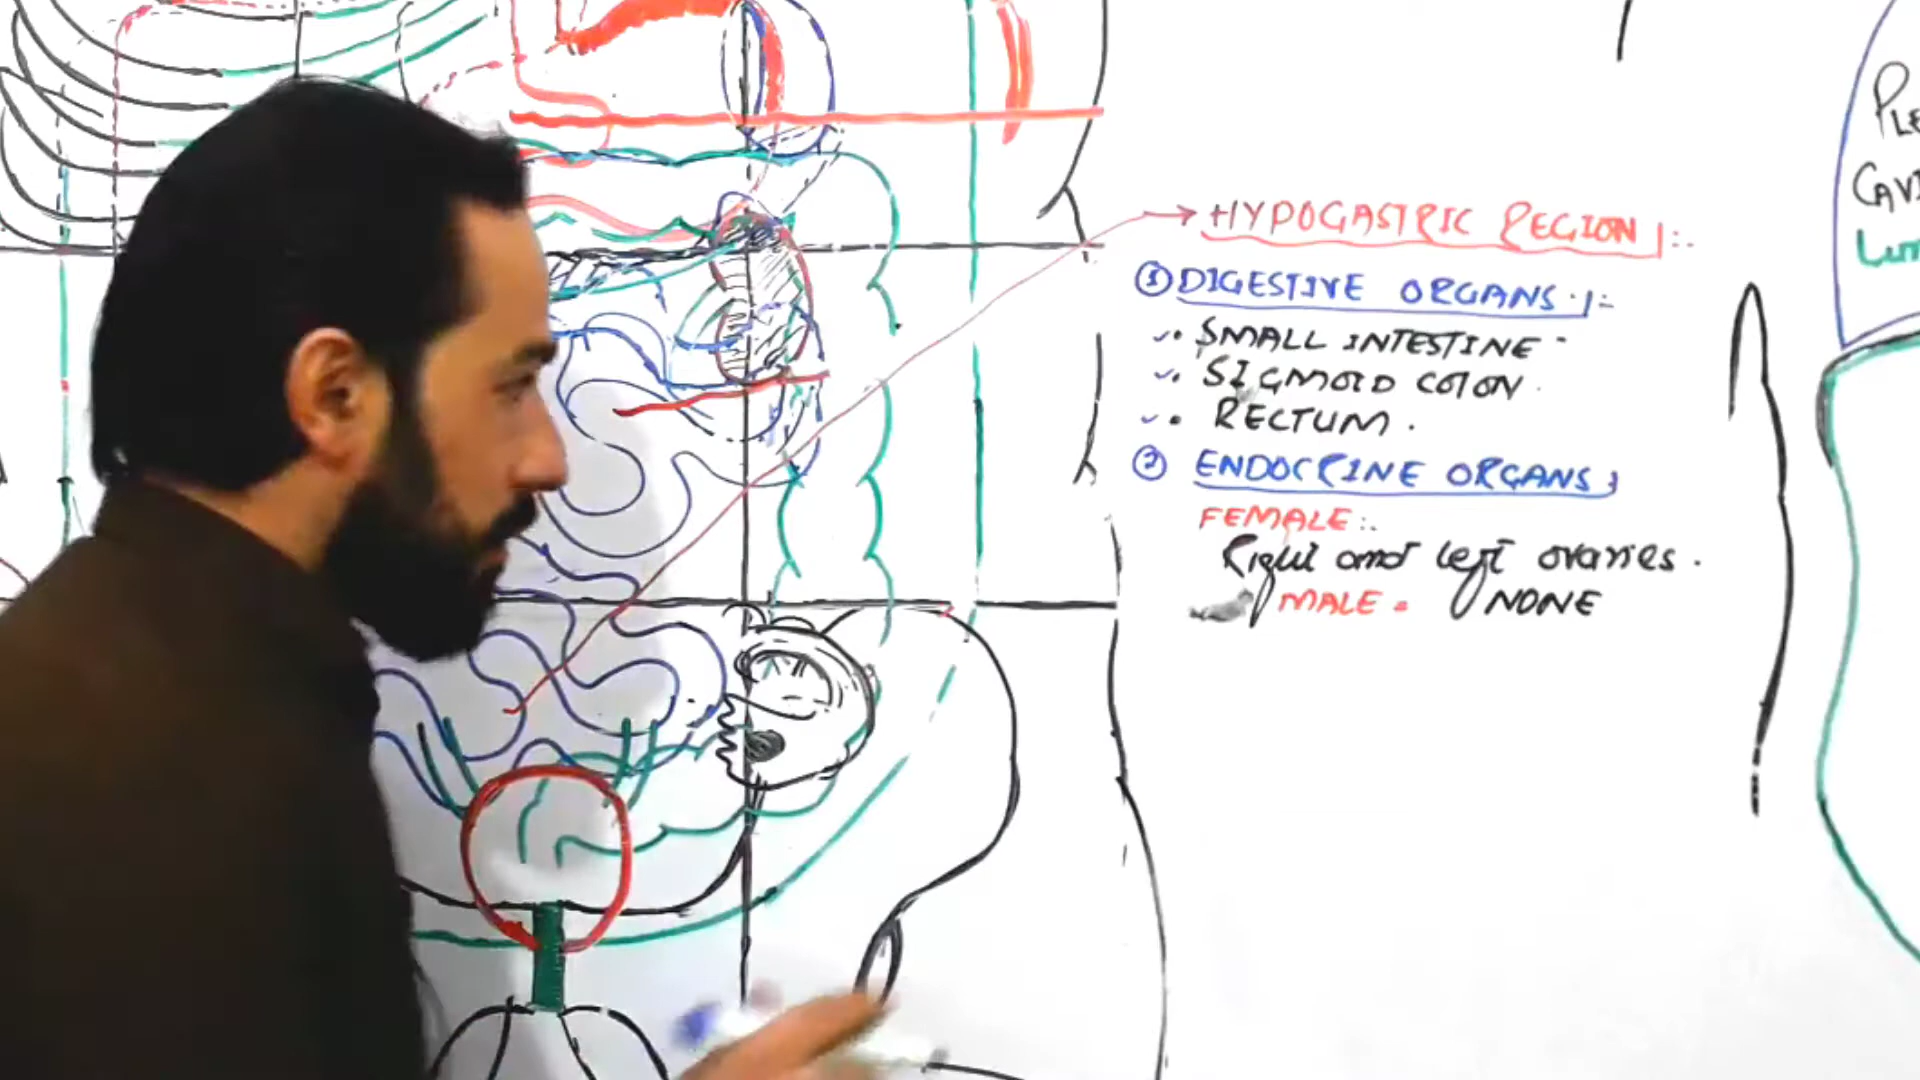 → HYPOGASTRIC REGION :-
① DIGESTIVE ORGANS :-
• SMALL INTESTINE -
• SIGMOID COLON .
• RECTUM .
② ENDOCRINE ORGANS ;
FEMALE :.
Right and left ovaries .
MALE = NONE